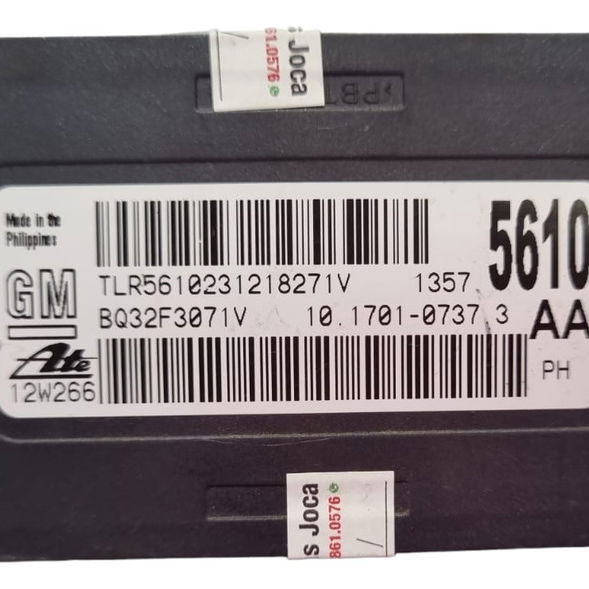 s Joca
861.0576
>PBT
Made in the
Philippines
GM
TLR5610231218271V 1357
5610
BQ32F3071V 10.1701-0737.3
AA
Ate
12W266
PH
s Joca
861.0576